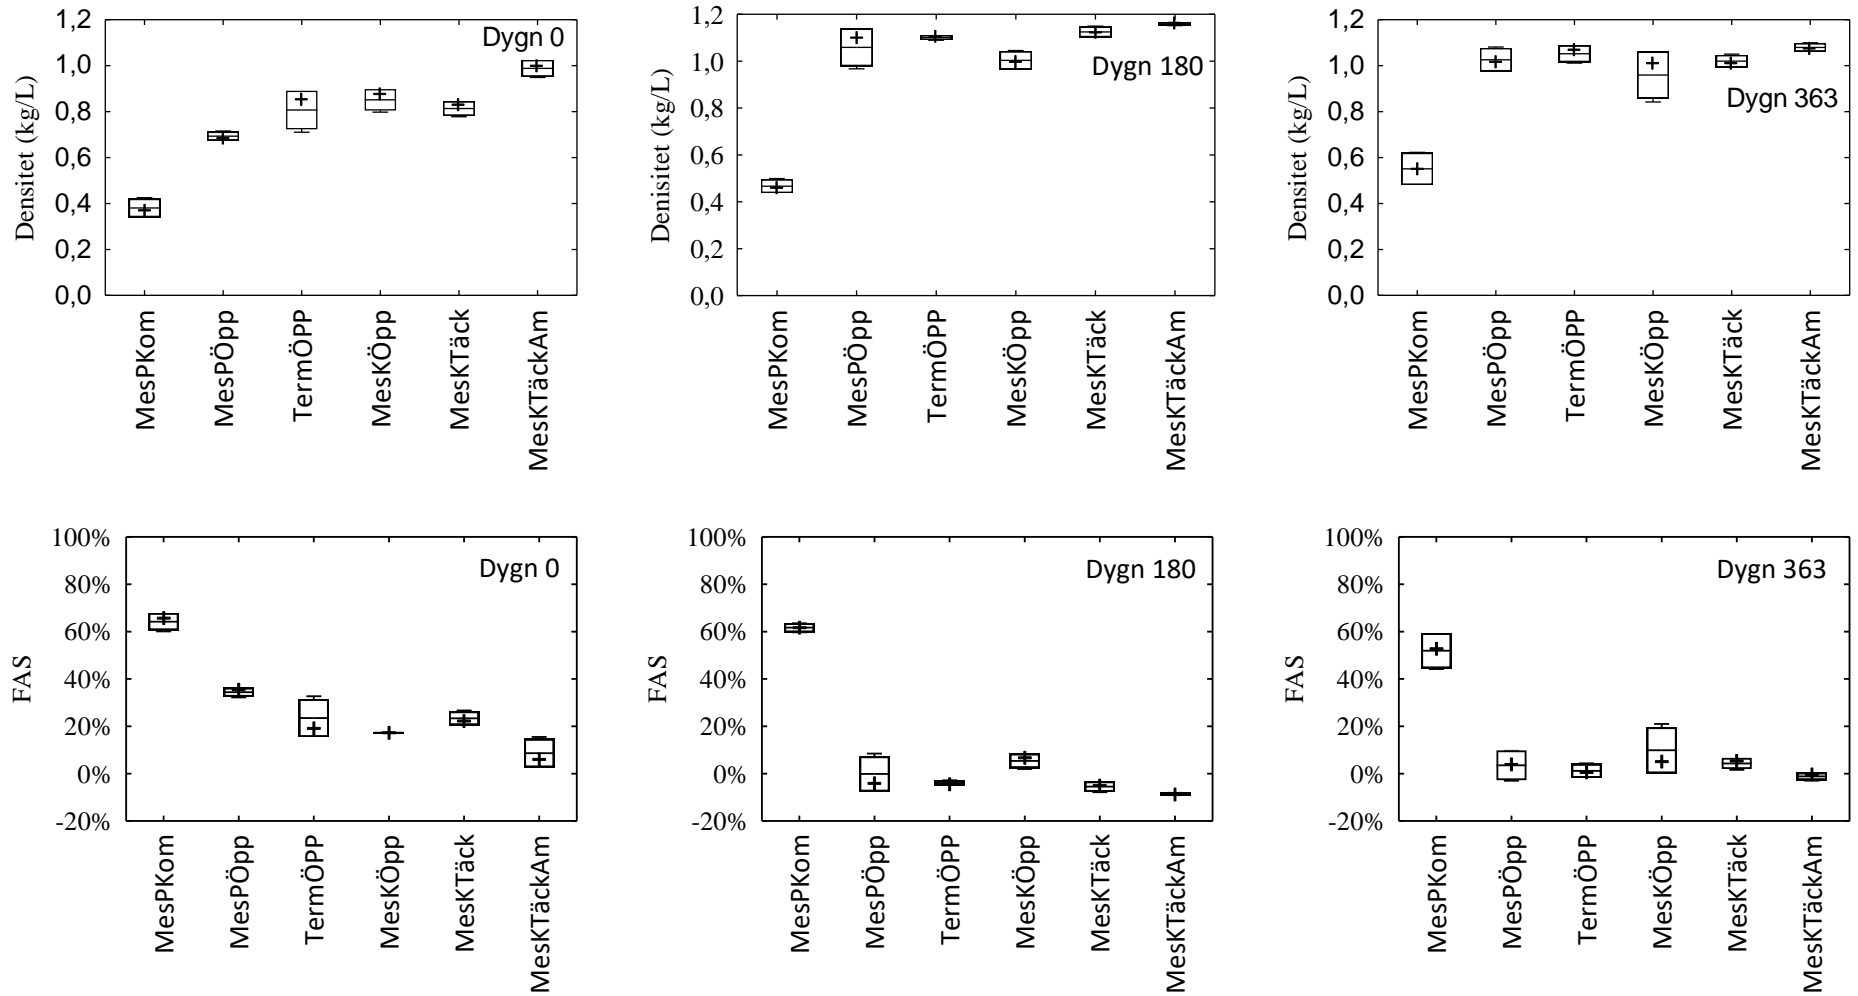 Densitet (kg/L)
1,2
1,0
0,8
0,6
0,4
0,2
0,0
Dygn 0
MesPKom
MesPÖpp
TermÖPP
MesKÖpp
MesKTäck
MesKTäckAm
Denisitet (kg/L)
1,2
1,0
0,8
0,6
0,4
0,2
0,0
Dygn 180
MesPKom
MesPÖpp
TermÖPP
MesKÖpp
MesKTäck
MesKTäckAm
Densitet (kg/L)
1,2
1,0
0,8
0,6
0,4
0,2
0,0
Dygn 363
MesPKom
MesPÖpp
TermÖPP
MesKÖpp
MesKTäck
MesKTäckAm
FAS
100%
80%
60%
40%
20%
0%
-20%
Dygn 0
MesPKom
MesPÖpp
TermÖPP
MesKÖpp
MesKTäck
MesKTäckAm
FAS
100%
80%
60%
40%
20%
0%
-20%
Dygn 180
MesPKom
MesPÖpp
TermÖPP
MesKÖpp
MesKTäck
MesKTäckAm
FAS
100%
80%
60%
40%
20%
0%
-20%
Dygn 363
MesPKom
MesPÖpp
TermÖPP
MesKÖpp
MesKTäck
MesKTäckAm